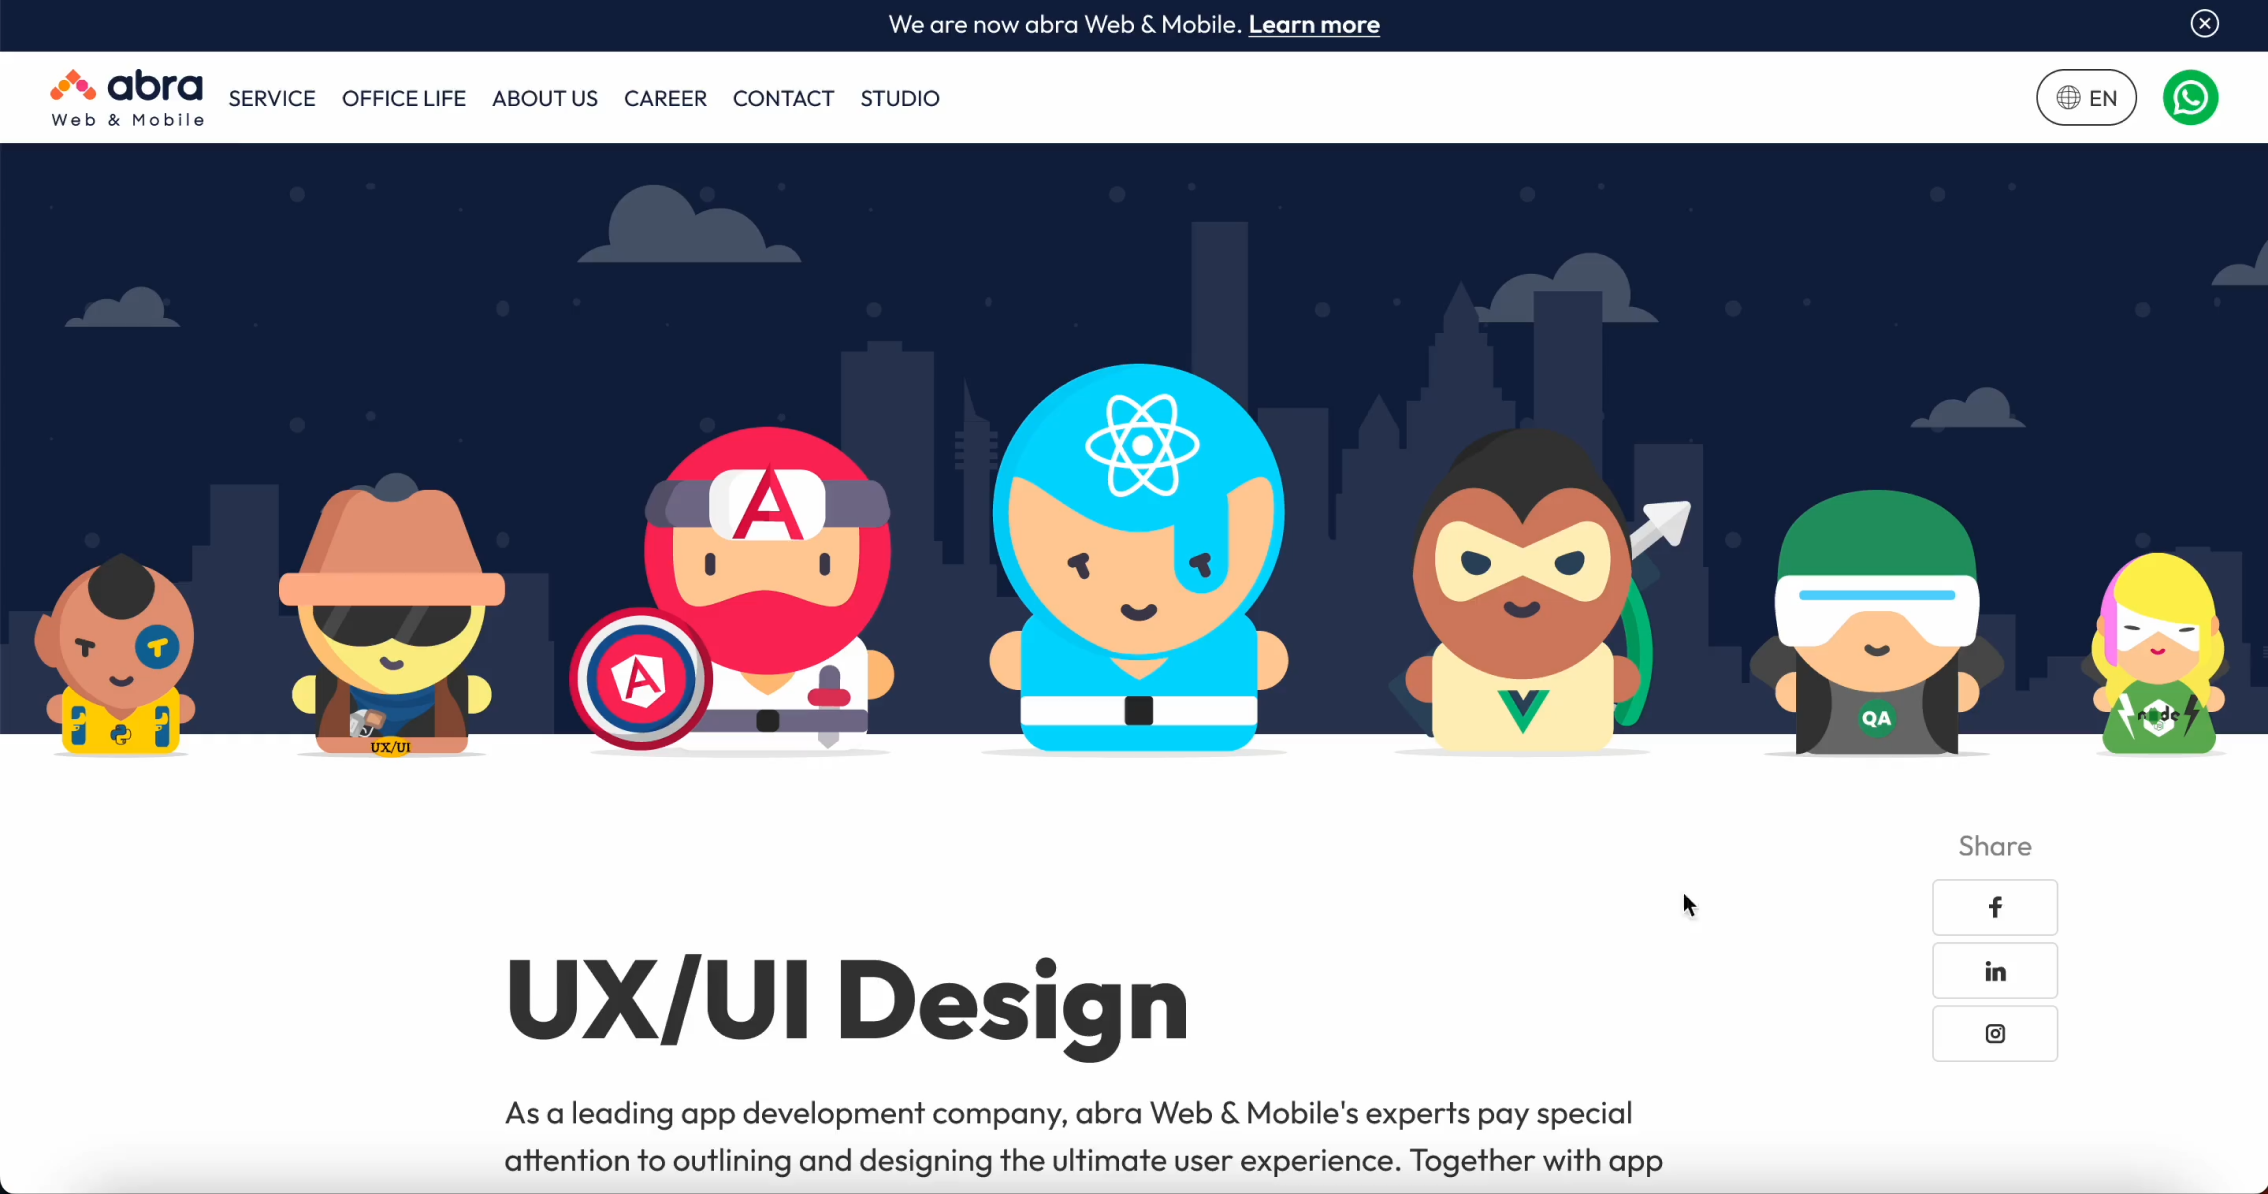 We are now abra Web & Mobile. Learn more
abra
Web & Mobile
SERVICE OFFICE LIFE ABOUT US CAREER CONTACT STUDIO
EN
A
A
UX/UI
QA
node
Share
f
in
UX/UI Design
As a leading app development company, abra Web & Mobile's experts pay special
attention to outlining and designing the ultimate user experience. Together with app